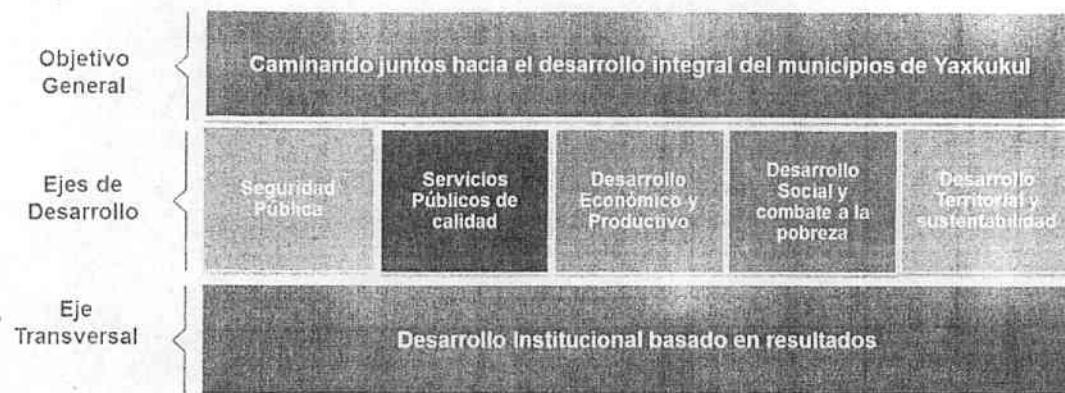 Objetivo
General
Caminando juntos hacia el desarrollo integral del municipios de Yaxkukul
Ejes de
Desarrollo
Seguridad
Pública
Servicios
Públicos de
calidad
Desarrollo
Económico y
Productivo
Desarrollo
Social y
combate a la
pobreza
Desarrollo
Territorial y
sustentabilidad
Eje
Transversal
Desarrollo Institucional basado en resultados